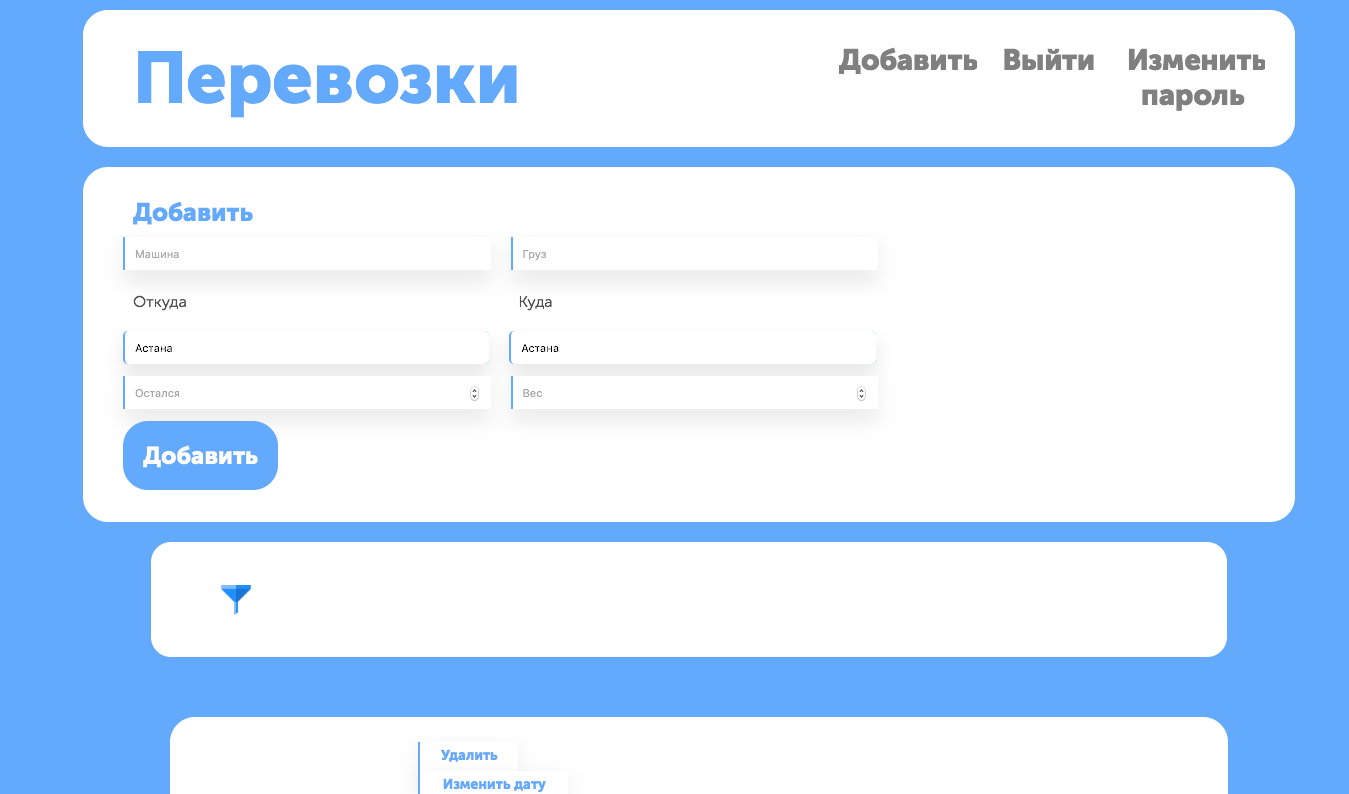 Перевозки
Добавить Выйти Изменить
пароль
Добавить
Машина Груз
Откуда Куда
Астана Астана
Остался Вес
Добавить
Удалить
Изменить дату